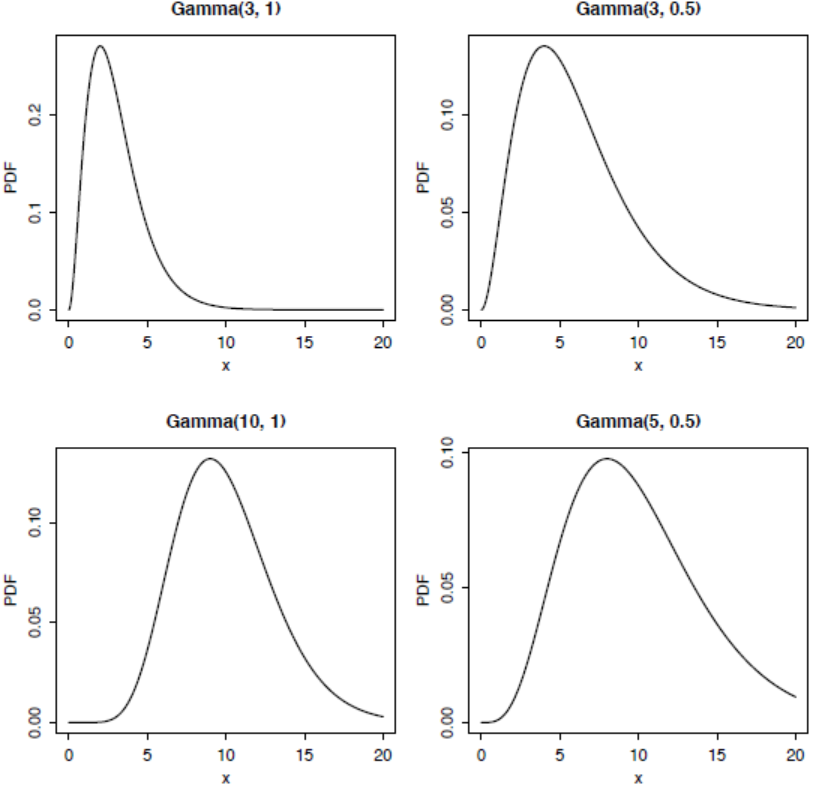 Gamma(3, 1)
PDF
0.0 0.1 0.2
0 5 10 15 20
x
Gamma(3, 0.5)
PDF
0.00 0.05 0.10
0 5 10 15 20
x
Gamma(10, 1)
PDF
0.00 0.05 0.10
0 5 10 15 20
x
Gamma(5, 0.5)
PDF
0.00 0.05 0.10
0 5 10 15 20
x